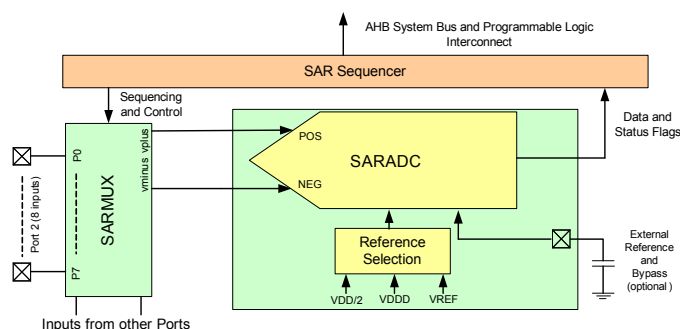 AHB System Bus and Programmable Logic
Interconnect
SAR Sequencer
Sequencing
and Control
Data and
Status Flags
vminus vplus
POS
NEG
SARADC
P0
P7
Port 2 (8 inputs)
SARMUX
Reference
Selection
External
Reference
and
Bypass
(optional)
VDD/2
VDDD
VREF
Inputs from other Ports